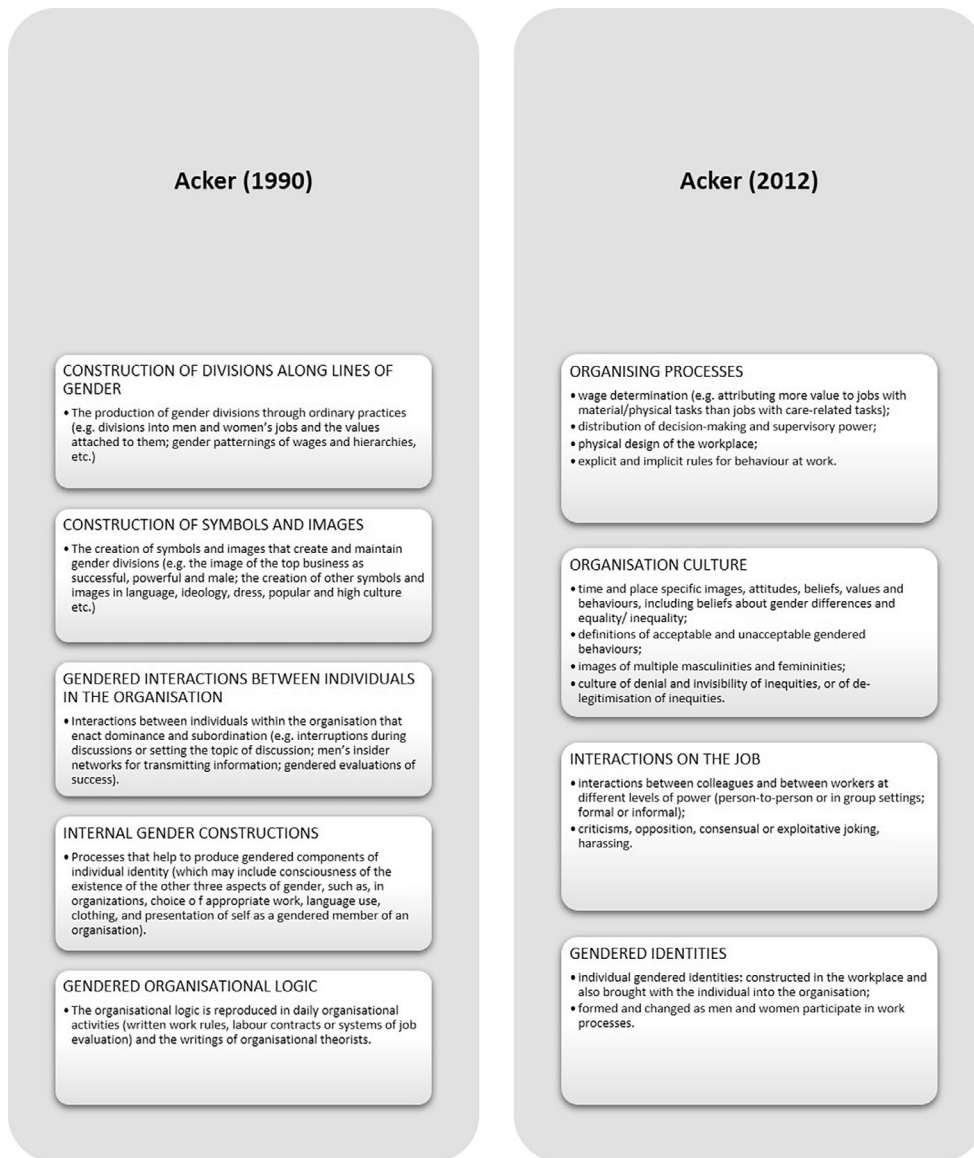 Acker (1990)
CONSTRUCTION OF DIVISIONS ALONG LINES OF
GENDER
• The production of gender divisions through ordinary practices
(e.g. divisions into men and women's jobs and the values
attached to them; gender patternings of wages and hierarchies,
etc.)
CONSTRUCTION OF SYMBOLS AND IMAGES
• The creation of symbols and images that create and maintain
gender divisions (e.g. the image of the top business as
successful, powerful and male; the creation of other symbols and
images in language, ideology, dress, popular and high culture
etc.)
GENDERED INTERACTIONS BETWEEN INDIVIDUALS
IN THE ORGANISATION
• Interactions between individuals within the organisation that
enact dominance and subordination (e.g. interruptions during
discussions or setting the topic of discussion; men's insider
networks for transmitting information; gendered evaluations of
success).
INTERNAL GENDER CONSTRUCTIONS
• Processes that help to produce gendered components of
individual identity (which may include consciousness of the
existence of the other three aspects of gender, such as, in
organizations, choice o f appropriate work, language use,
clothing, and presentation of self as a gendered member of an
organisation).
GENDERED ORGANISATIONAL LOGIC
• The organisational logic is reproduced in daily organisational
activities (written work rules, labour contracts or systems of job
evaluation) and the writings of organisational theorists.
Acker (2012)
ORGANISING PROCESSES
• wage determination (e.g. attributing more value to jobs with
material/physical tasks than jobs with care-related tasks);
• distribution of decision-making and supervisory power;
• physical design of the workplace;
• explicit and implicit rules for behaviour at work.
ORGANISATION CULTURE
• time and place specific images, attitudes, beliefs, values and
behaviours, including beliefs about gender differences and
equality/ inequality;
• definitions of acceptable and unacceptable gendered
behaviours;
• images of multiple masculinities and femininities;
• culture of denial and invisibility of inequities, or of de-
legitimisation of inequities.
INTERACTIONS ON THE JOB
• interactions between colleagues and between workers at
different levels of power (person-to-person or in group settings;
formal or informal);
• criticisms, opposition, consensual or exploitative joking,
harassing.
GENDERED IDENTITIES
• individual gendered identities: constructed in the workplace and
also brought with the individual into the organisation;
• formed and changed as men and women participate in work
processes.